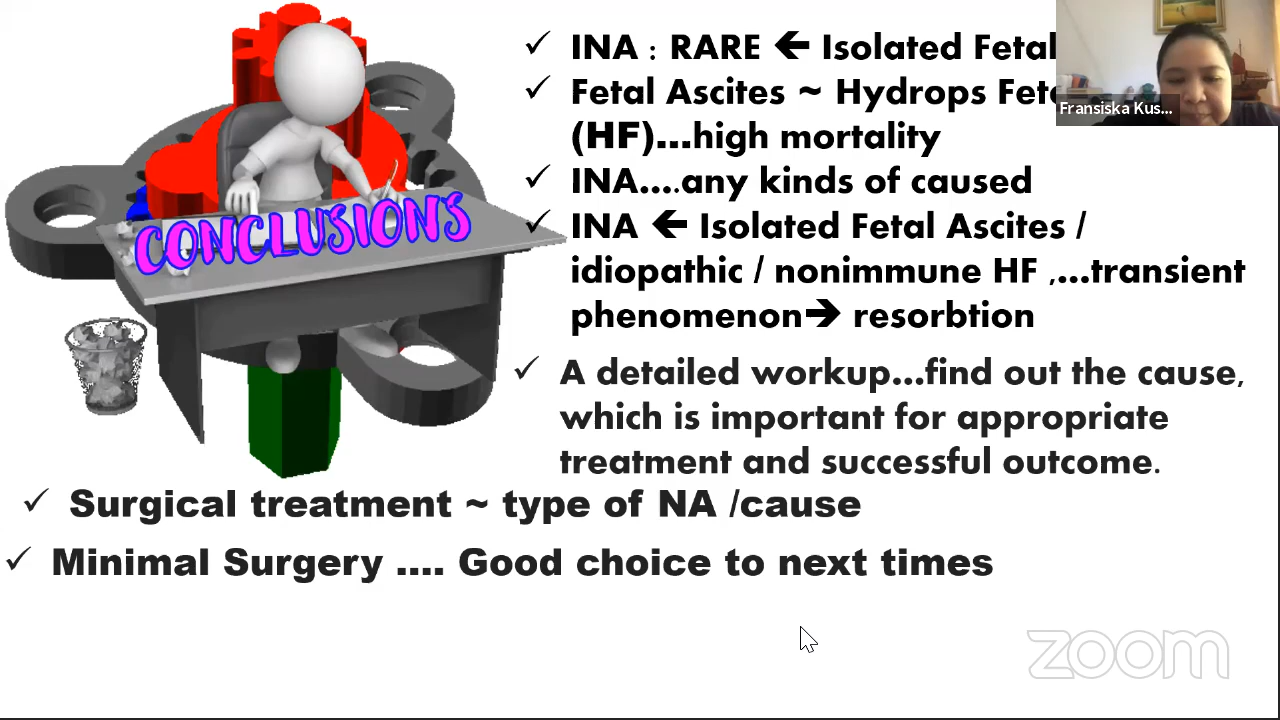 CONCLUSIONS
✓ INA : RARE 🡨 Isolated Fetal
✓ Fetal Ascites ~ Hydrops
(HF)...high mortality
✓ INA....any kinds of caused
✓ INA 🡨 Isolated Fetal Ascites /
idiopathic / nonimmune HF ,...transient
phenomenon🡪 resorbtion
✓ A detailed workup...find out the cause,
which is important for appropriate
treatment and successful outcome.
✓ Surgical treatment ~ type of NA /cause
✓ Minimal Surgery .... Good choice to next times
Fransiska Kus...
zoom